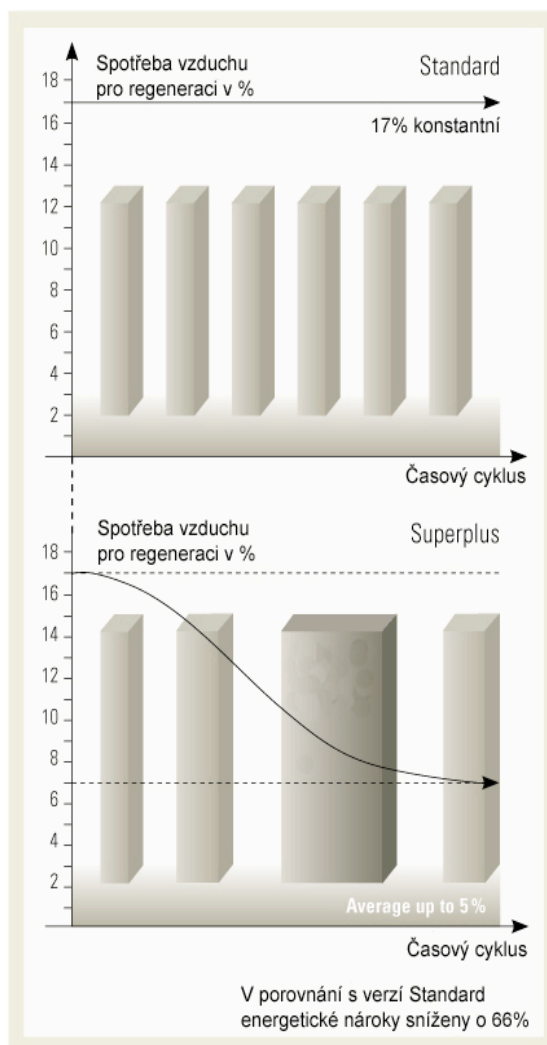 Spotřeba vzduchu
pro regeneraci v %
Standard
18
17% konstantní
16
14
12
10
8
6
4
2
Časový cyklus
Spotřeba vzduchu
pro regeneraci v %
Superplus
18
16
14
12
10
8
6
4
2
Average up to 5%
Časový cyklus
V porovnání s verzí Standard
energetické nároky sníženy o 66%